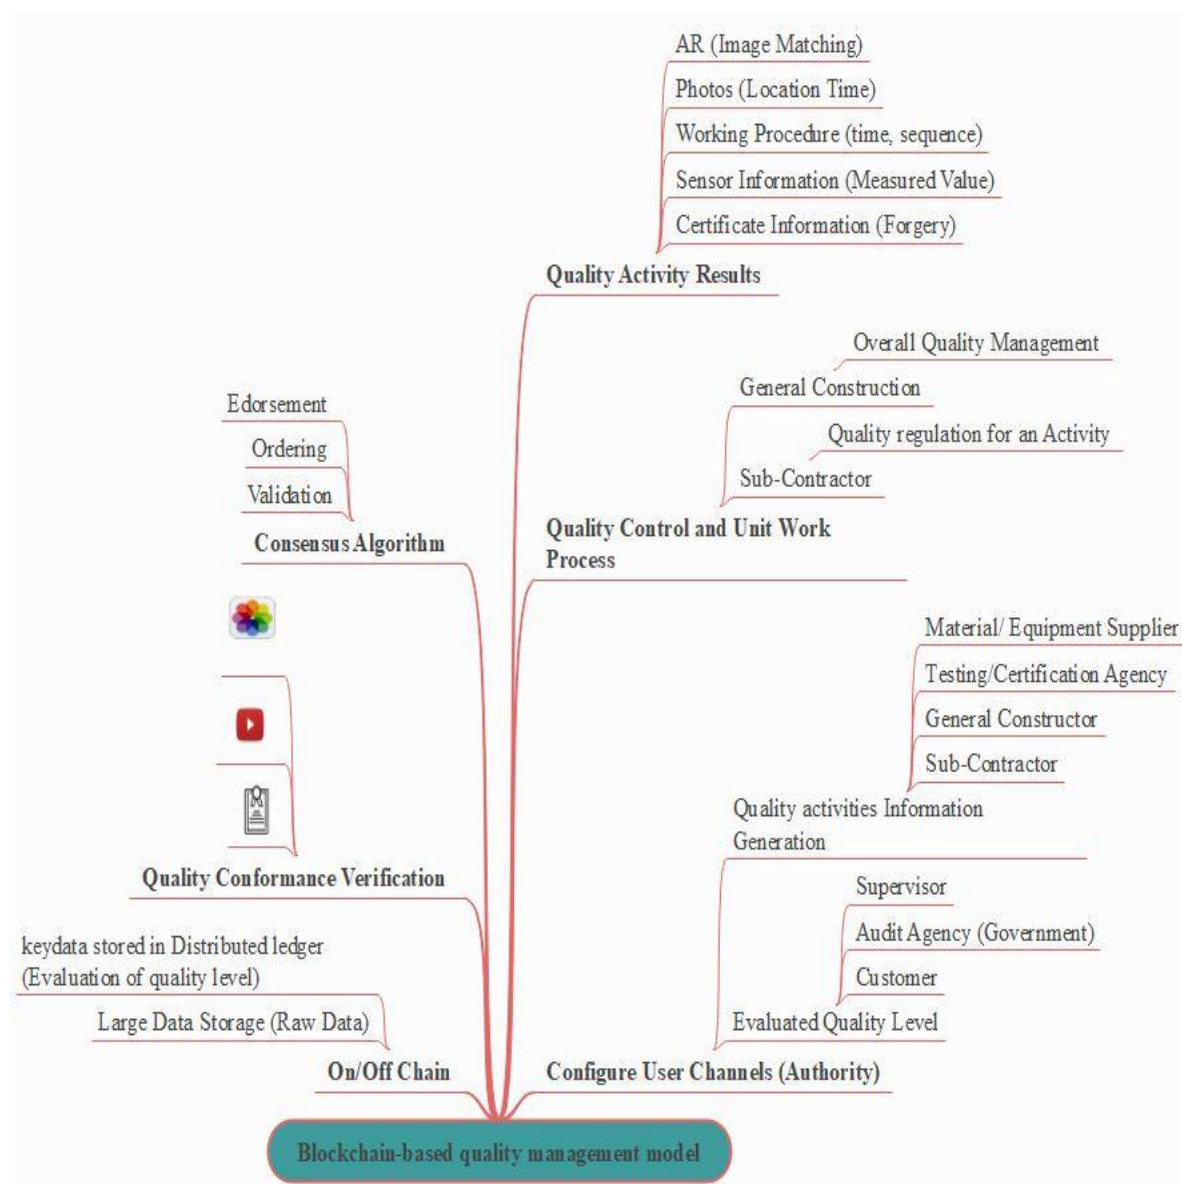 AR (Image Matching)
Photos (Location Time)
Working Procedure (time, sequence)
Sensor Information (Measured Value)
Certificate Information (Forgery)
Quality Activity Results
Overall Quality Management
General Construction
Quality regulation for an Activity
Sub-Contractor
Quality Control and Unit Work
Process
Material/ Equipment Supplier
Testing/Certification Agency
General Constructor
Sub-Contractor
Quality activities Information
Generation
Supervisor
Audit Agency (Government)
Customer
Evaluated Quality Level
Configure User Channels (Authority)
Edorsement
Ordering
Validation
Consensus Algorithm
Quality Conformance Verification
keydata stored in Distributed ledger
(Evaluation of quality level)
Large Data Storage (Raw Data)
On/Off Chain
Blockchain-based quality management model